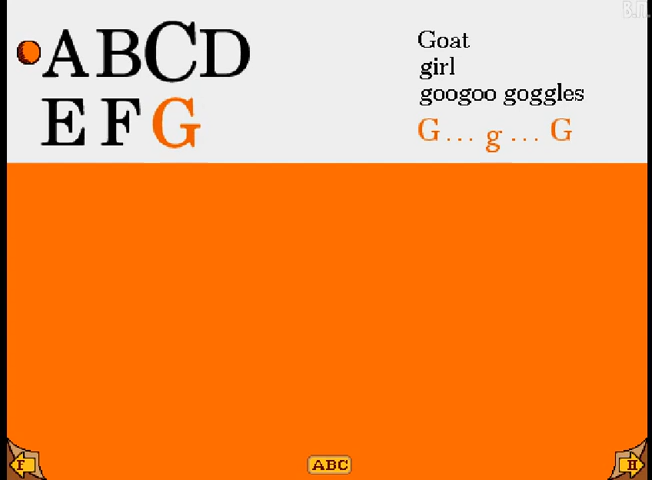 ABCD
EFG
Goat
girl
googoo goggles
G... g ... G
F
ABC
H